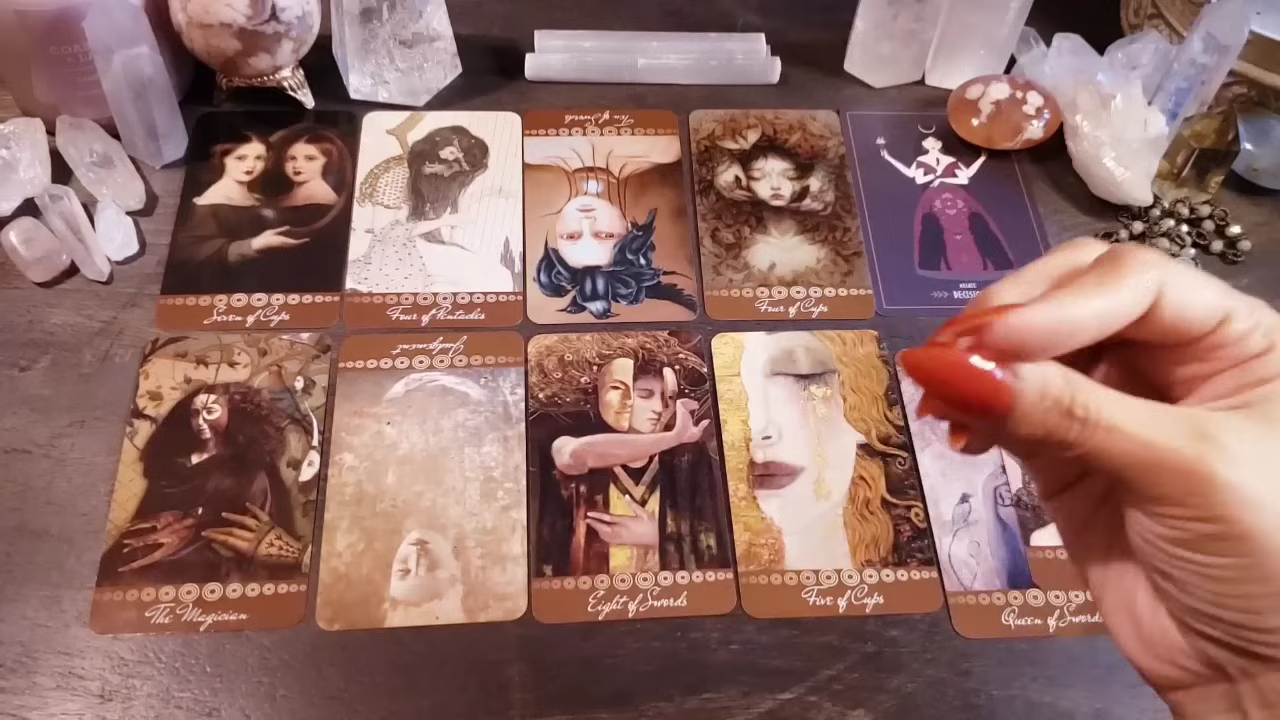 Seven of Cups
Four of Pentacles
Ten of Swords
Four of Cups
HECATE
The Magician
Judgement
Eight of Swords
Five of Cups
Queen of Swords